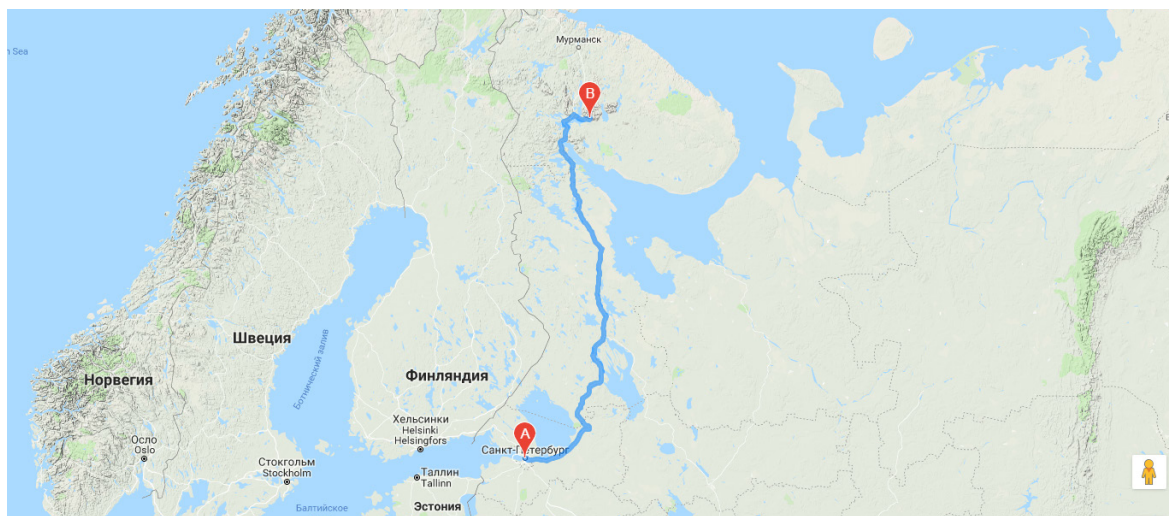 Мурманск
n Sea
B
Швеция
Ботнический залив
Финляндия
Норвегия
Хельсинки
Helsinki
Helsingfors
A
Санкт-Петербург
Осло
Oslo
Стокгольм
Stockholm
Таллин
Tallinn
Эстония
Балтийское